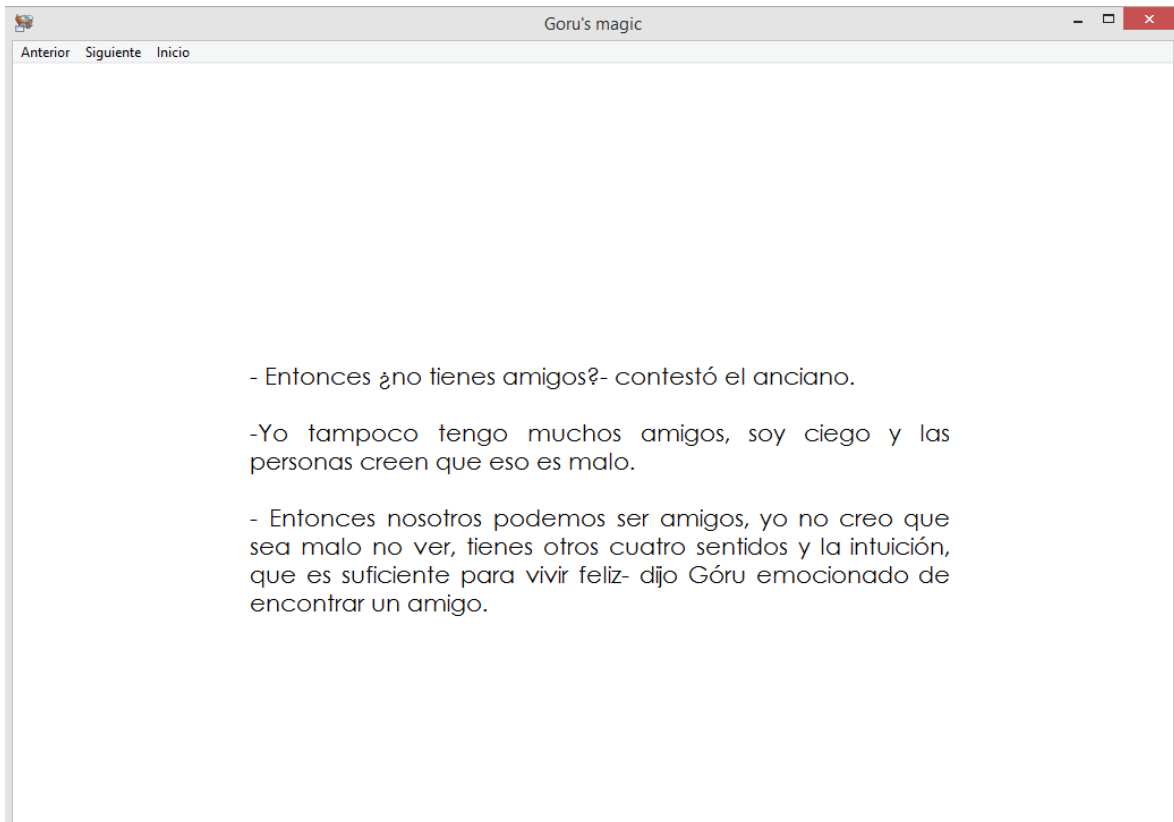 Goru's magic
Anterior Siguiente Inicio
- Entonces ¿no tienes amigos?- contestó el anciano.
-Yo tampoco tengo muchos amigos, soy ciego y las
personas creen que eso es malo.
- Entonces nosotros podemos ser amigos, yo no creo que
sea malo no ver, tienes otros cuatro sentidos y la intuición,
que es suficiente para vivir feliz- dijo Góru emocionado de
encontrar un amigo.